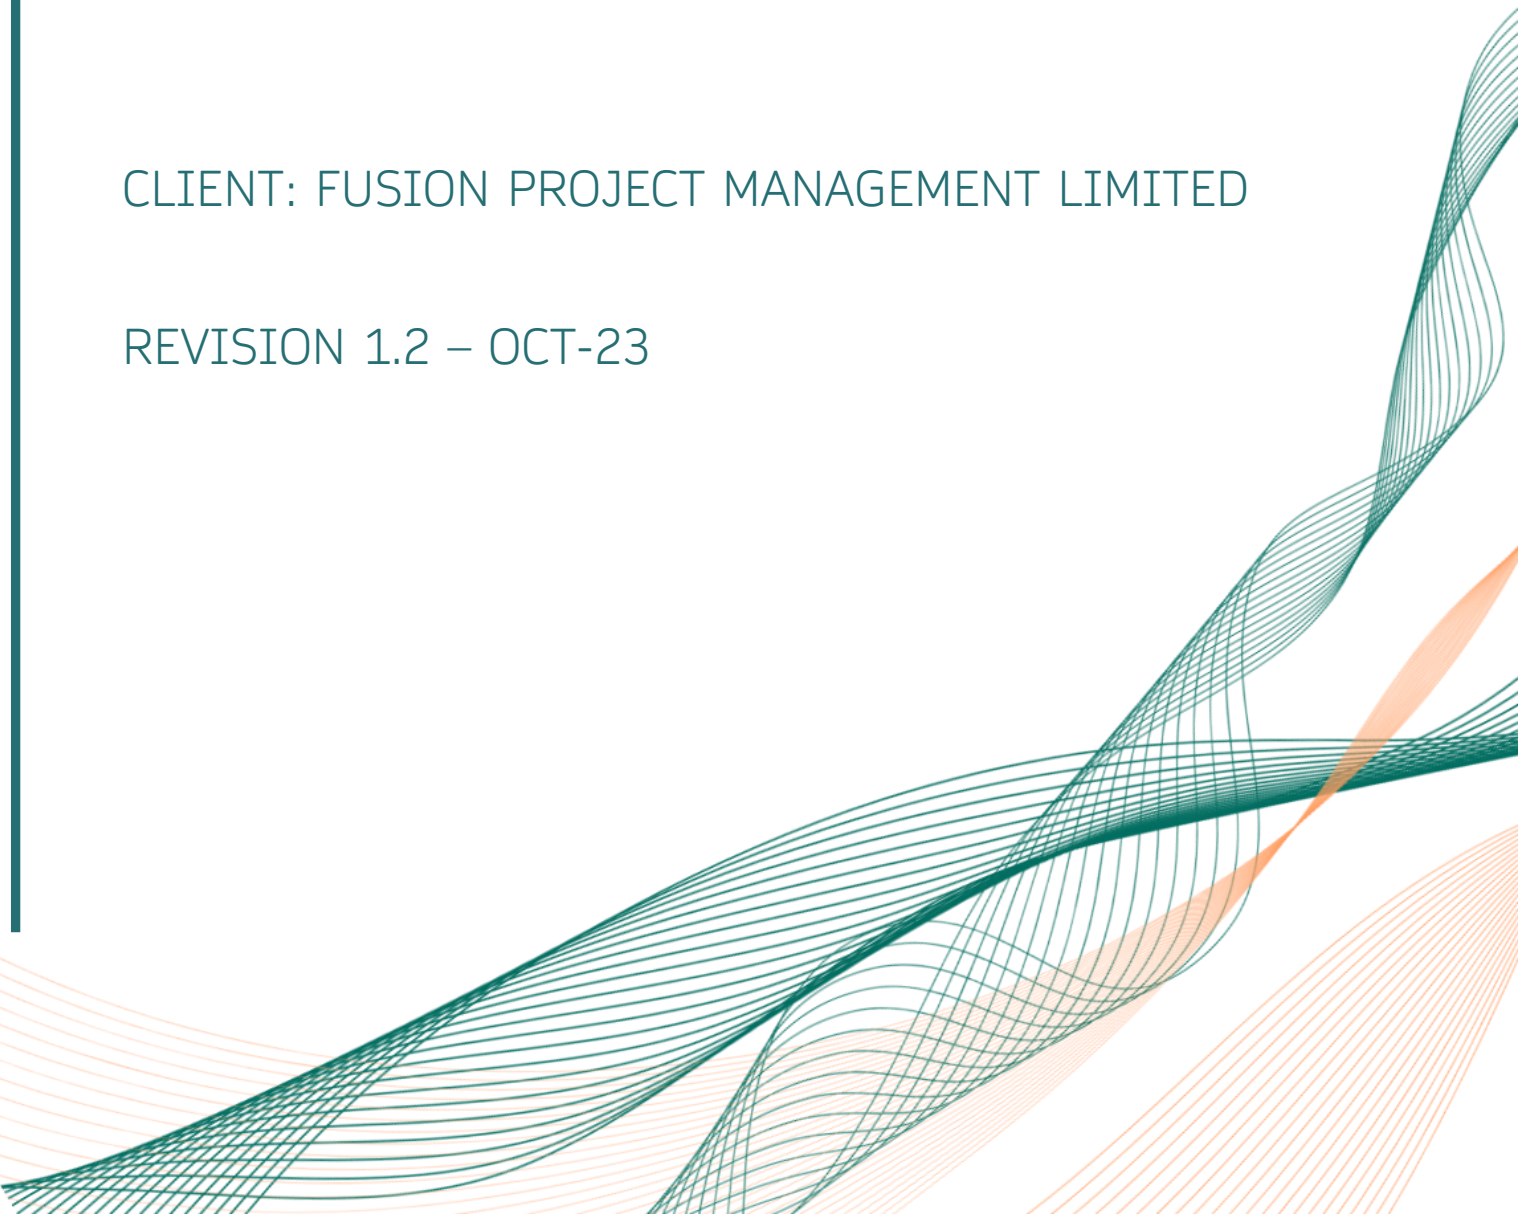 CLIENT: FUSION PROJECT MANAGEMENT LIMITED
REVISION 1.2 – OCT-23